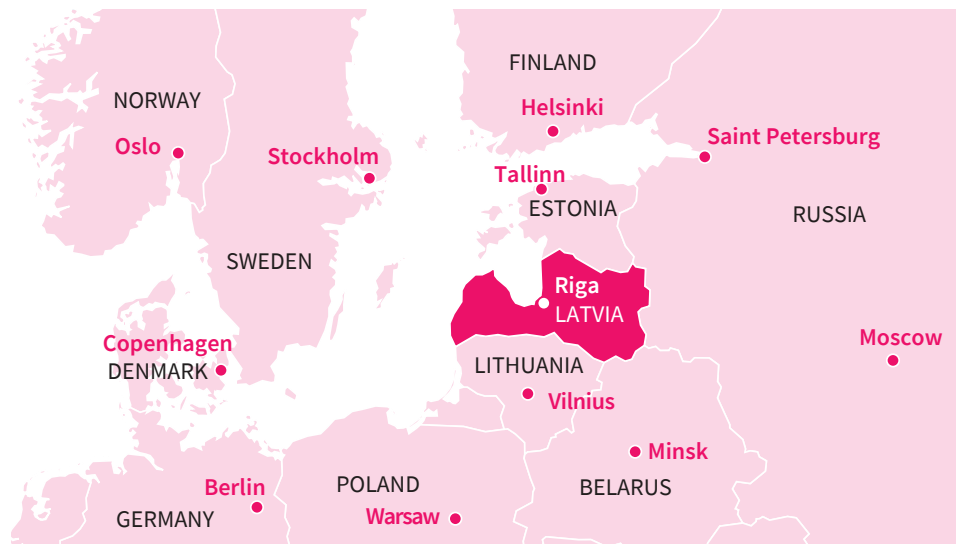 FINLAND
NORWAY
Helsinki
Saint Petersburg
Oslo
Stockholm
Tallinn
ESTONIA
RUSSIA
SWEDEN
Riga
LATVIA
Copenhagen
Moscow
DENMARK
LITHUANIA
Vilnius
Minsk
POLAND
Berlin
BELARUS
Warsaw
GERMANY